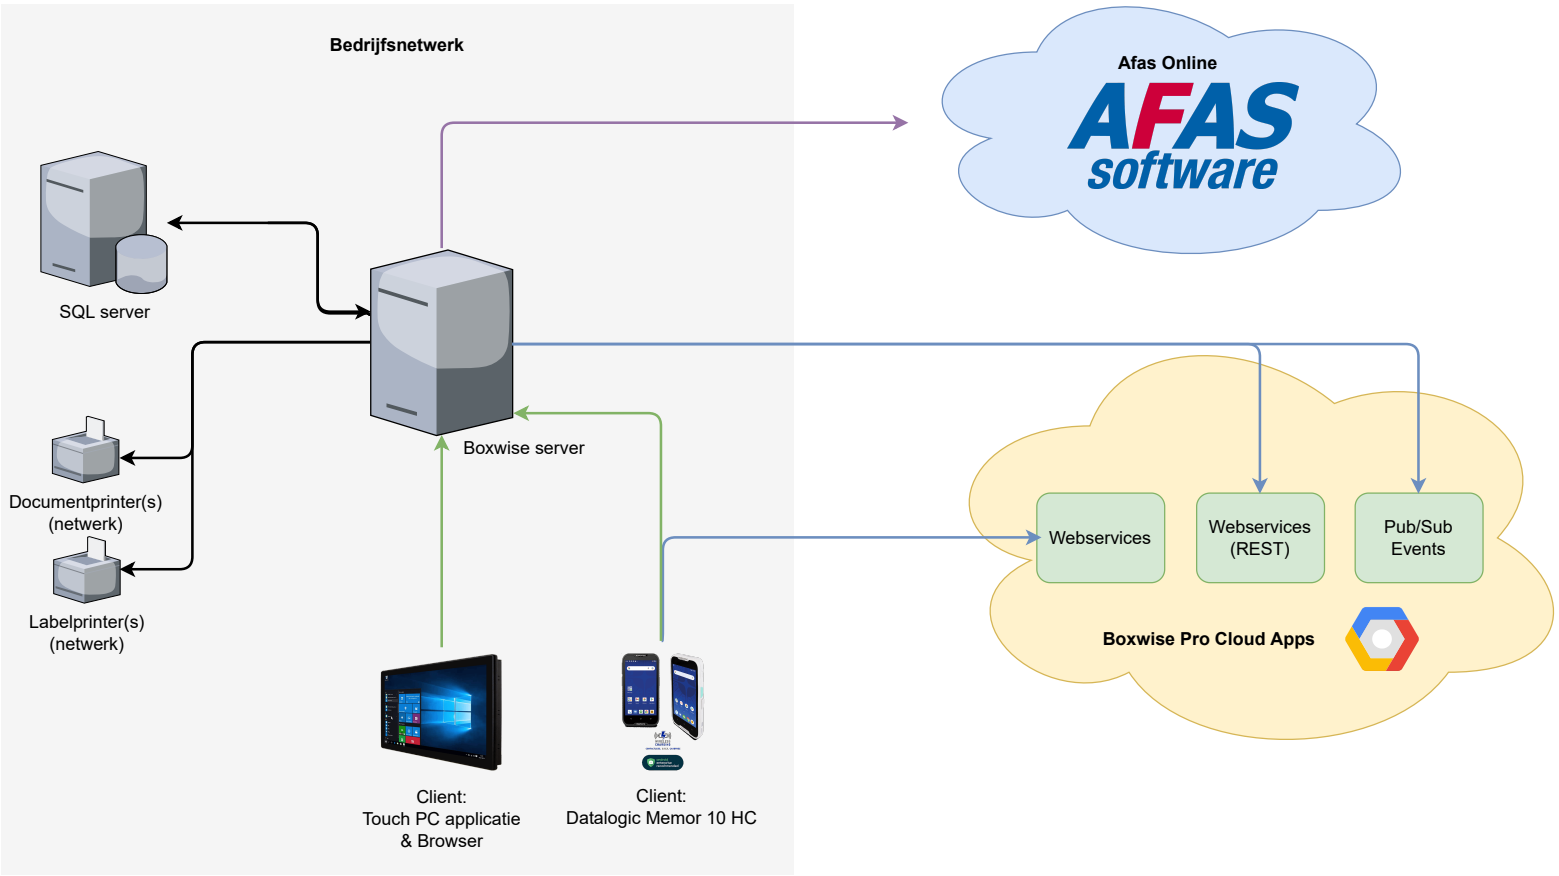 Bedrijfsnetwerk
Afas Online
AFAS
software
SQL server
Boxwise server
Documentprinter(s)
(netwerk)
Labelprinter(s)
(netwerk)
Webservices
Webservices
(REST)
Pub/Sub
Events
Boxwise Pro Cloud Apps
Client:
Touch PC applicatie
& Browser
Client:
Datalogic Memor 10 HC